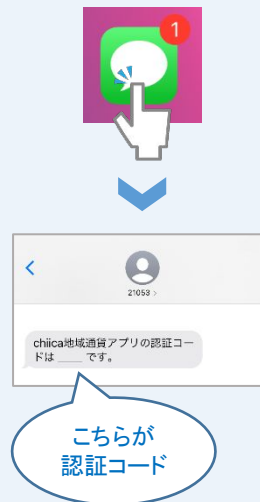 1
21053 >
chiica地域通貨アプリの認証コー
ドは ____ です。
こちらが
認証コード